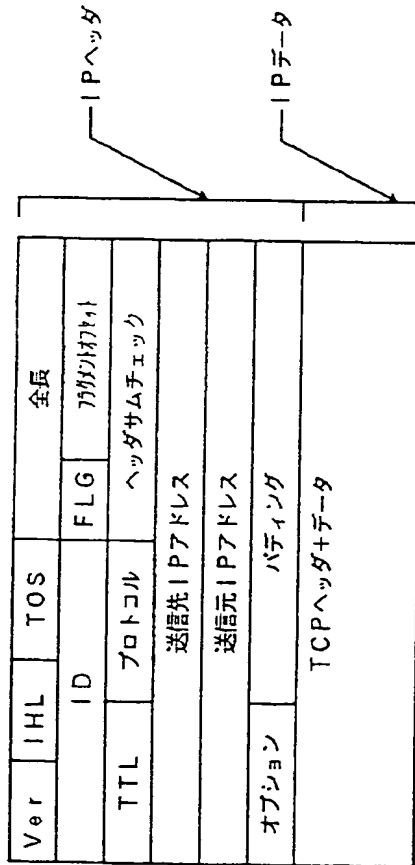 Ver IHL TOS 全長
ID FLG フラグメントオフセット
TTL プロトコル ヘッダサムチェック
送信先IPアドレス
送信元IPアドレス
オプション パディング
TCPヘッダ+データ
IPヘッダ
IPデータ